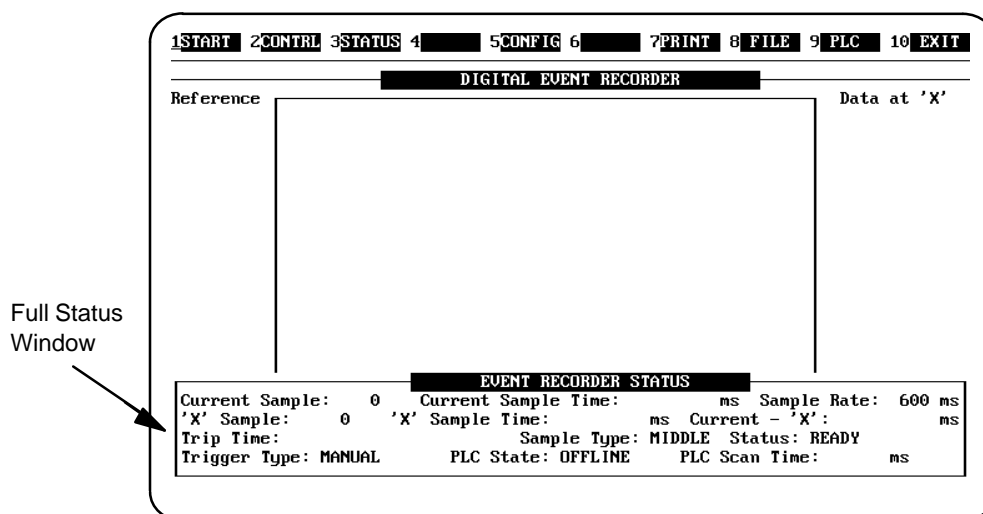 1START 2CONTRL 3STATUS 4 5CONFIG 6 7PRINT 8 FILE 9 PLC 10 EXIT
DIGITAL EVENT RECORDER
Reference Data at 'X'
Full Status
Window
EVENT RECORDER STATUS
Current Sample: 0 Current Sample Time: ms Sample Rate: 600 ms
'X' Sample: 0 'X' Sample Time: ms Current - 'X': ms
Trip Time: Sample Type: MIDDLE Status: READY
Trigger Type: MANUAL PLC State: OFFLINE PLC Scan Time: ms